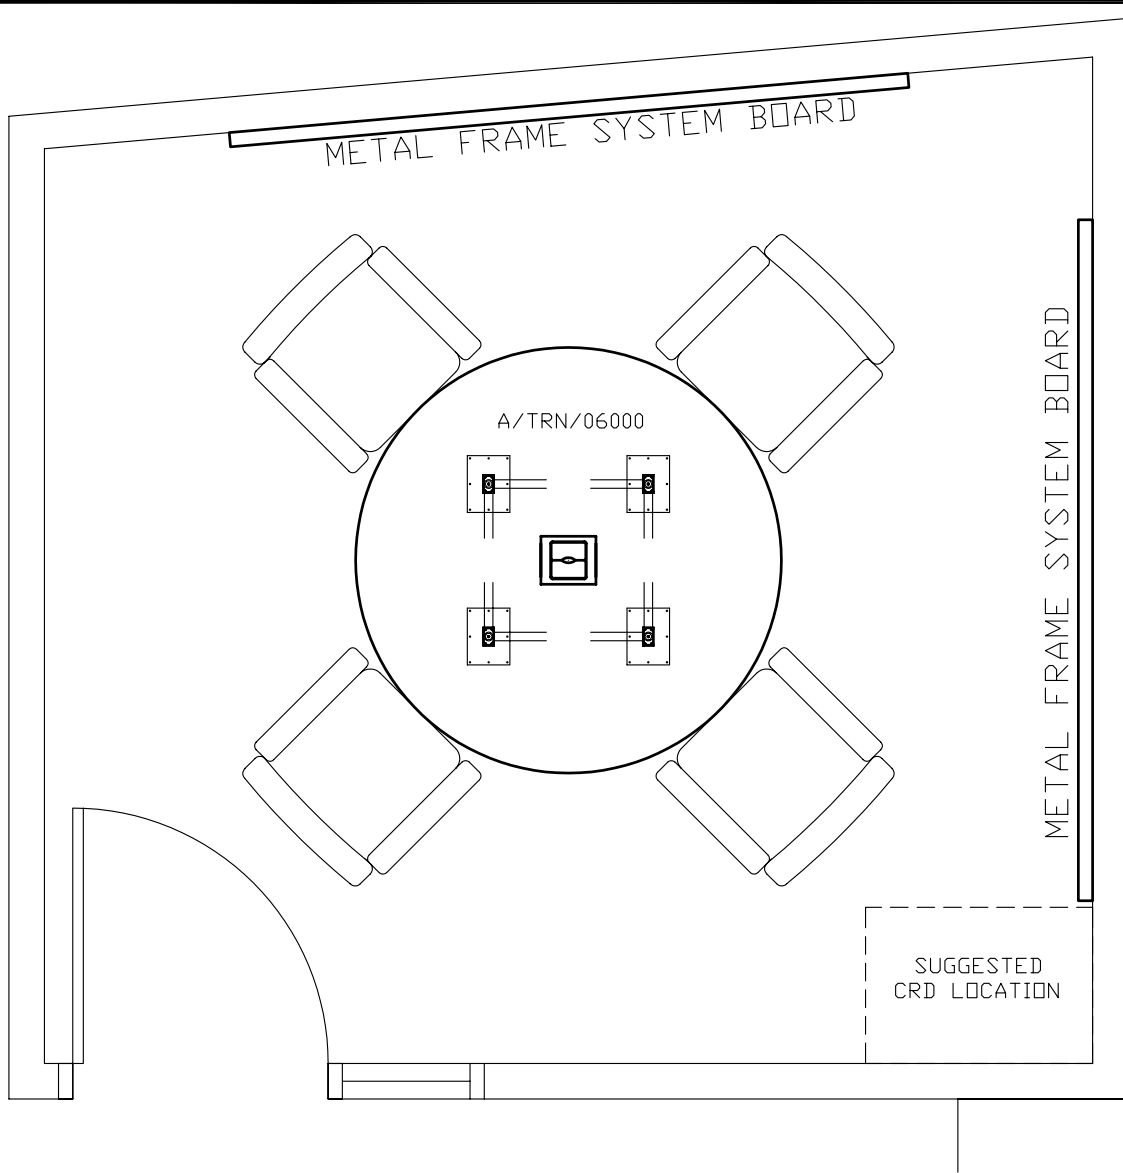 METAL FRAME SYSTEM BOARD
METAL FRAME SYSTEM BOARD
A/TRN/06000
SUGGESTED
CRD LOCATION